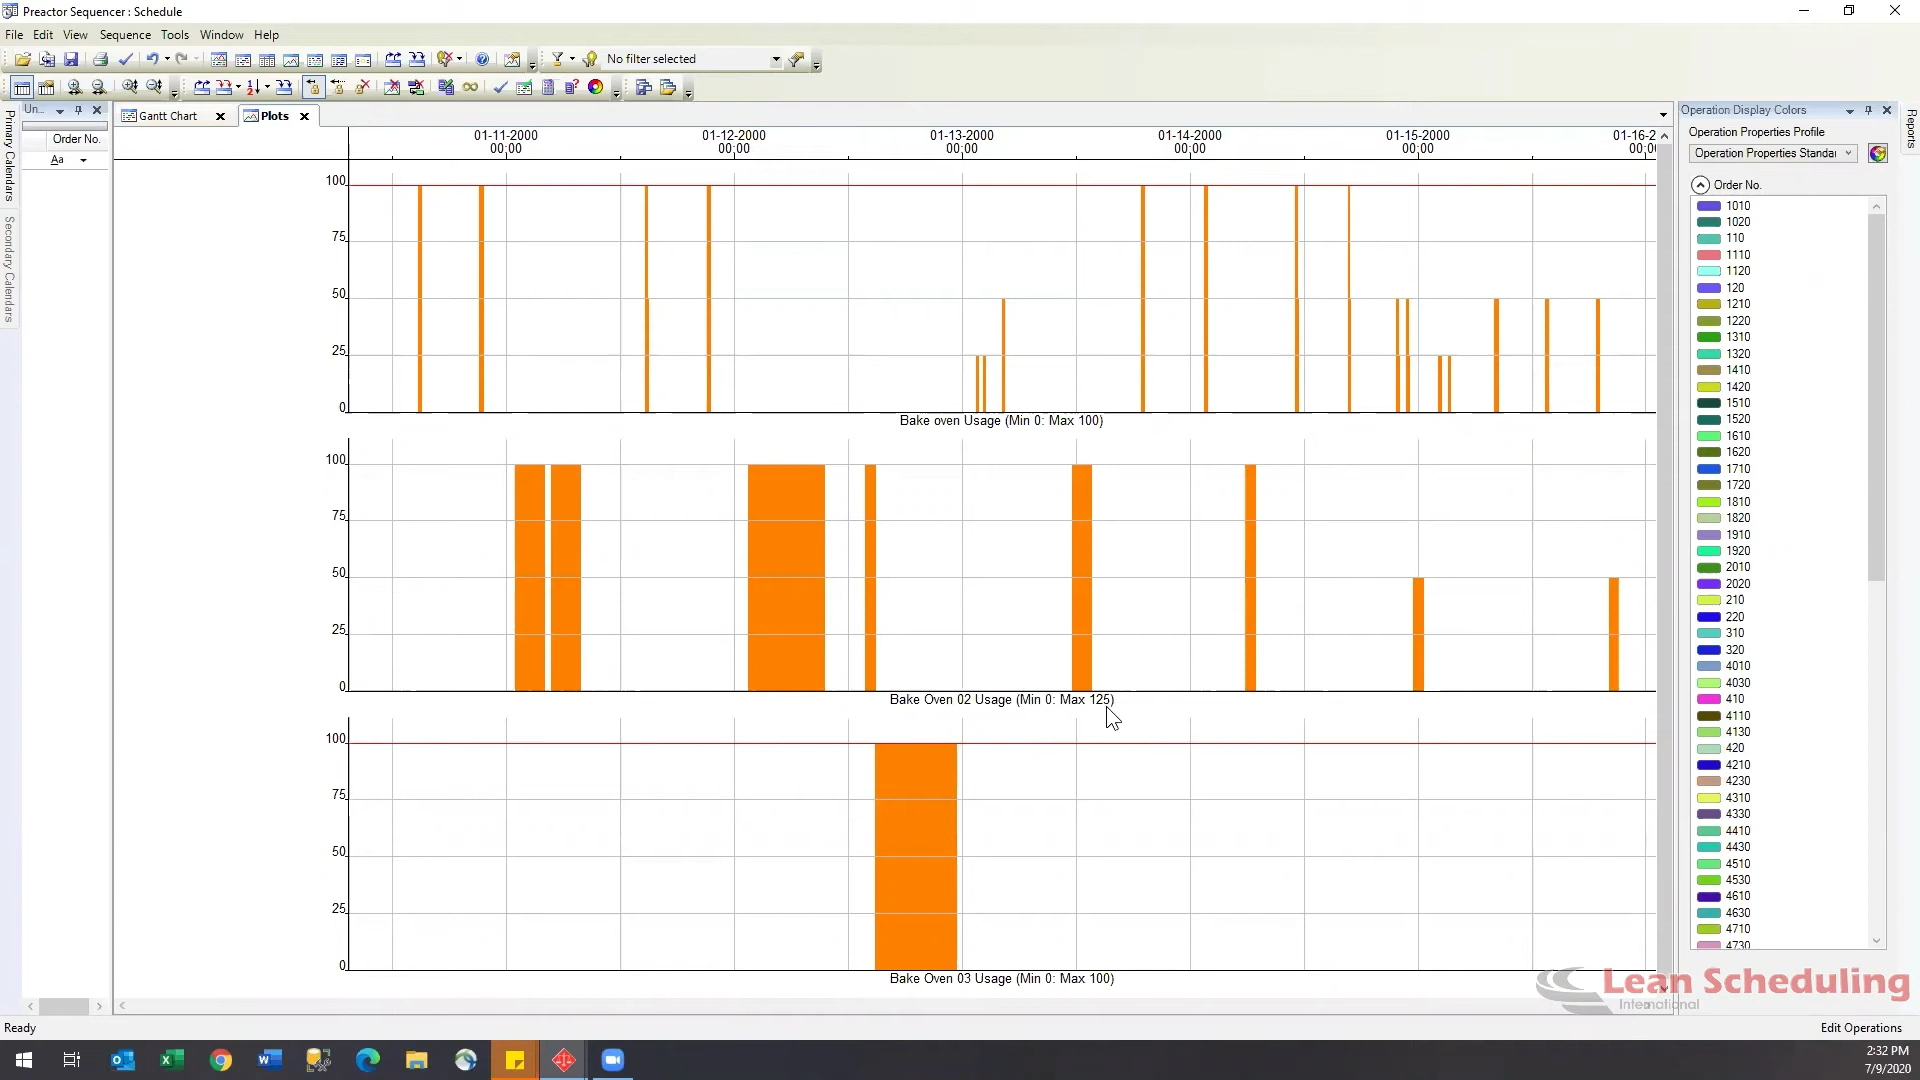 Preactor Sequencer : Schedule
File Edit View Sequence Tools Window Help
No filter selected
Un...
Order No.
Aa
Primary Calendars
Secondary Calendars
Gantt Chart
Plots
01-11-2000 01-12-2000 01-13-2000 01-14-2000 01-15-2000 01-16-2
00:00 00:00 00:00 00:00 00:00 00:0
100
75
50
25
0
Bake oven Usage (Min 0: Max 100)
100
75
50
25
0
Bake Oven 02 Usage (Min 0: Max 125)
100
75
50
25
0
Bake Oven 03 Usage (Min 0: Max 100)
Operation Display Colors
Reports
Operation Properties Profile
Operation Properties Standar
Order No.
1010
1020
110
1110
1120
120
1210
1220
1310
1320
1410
1420
1510
1520
1610
1620
1710
1720
1810
1820
1910
1920
2010
2020
210
220
310
320
4010
4030
410
4110
4130
420
4210
4230
4310
4330
4410
4430
4510
4530
4610
4630
4710
4730
Lean Scheduling
International
Ready
Edit Operations
2:32 PM
7/9/2020